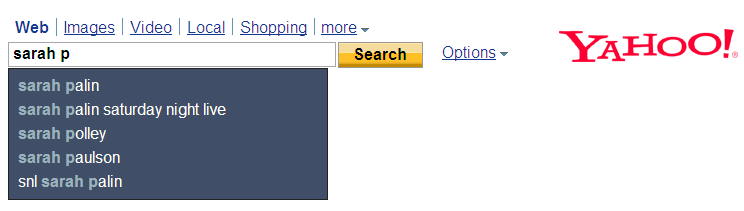 Web | Images | Video | Local | Shopping | more
sarah p Search Options YAHOO!®
sarah palin
sarah palin saturday night live
sarah polley
sarah paulson
snl sarah palin